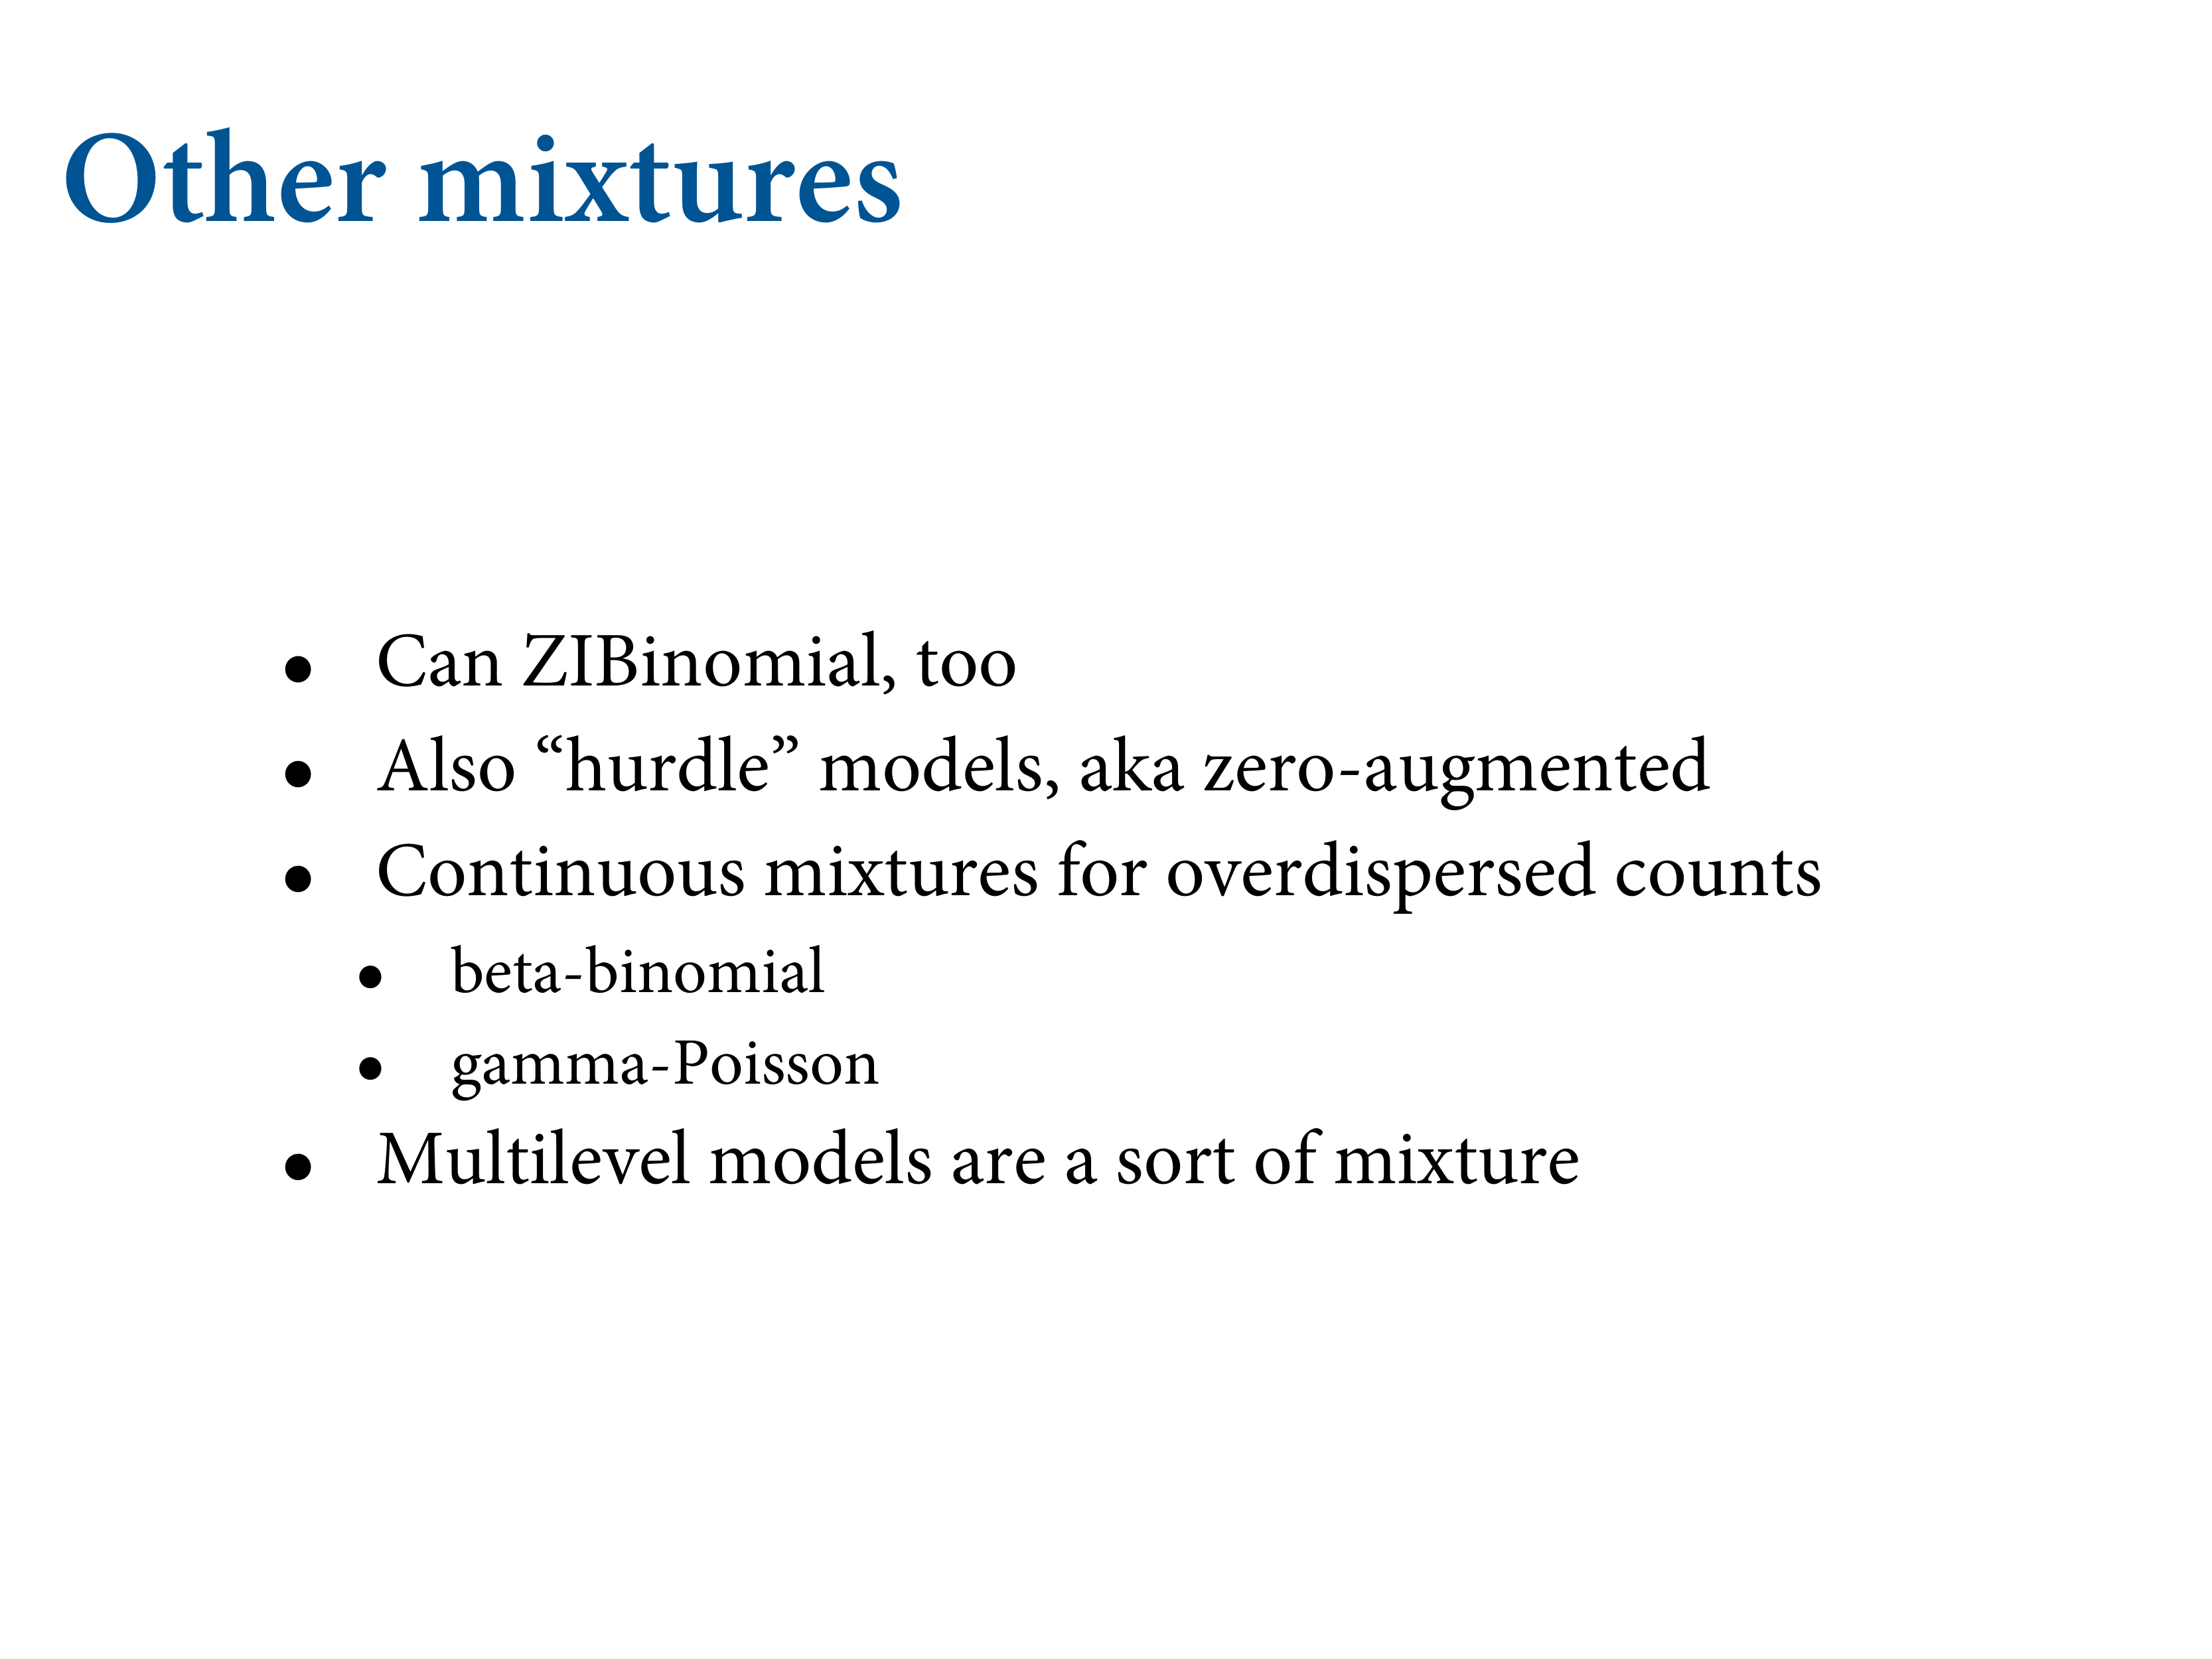 Other mixtures
• Can ZIBinomial, too
• Also “hurdle” models, aka zero-augmented
• Continuous mixtures for overdispersed counts
• beta-binomial
• gamma-Poisson
• Multilevel models are a sort of mixture